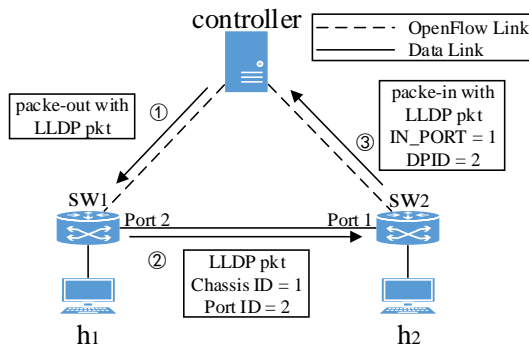 controller
OpenFlow Link
Data Link
packe-out with
LLDP pkt
①
packe-in with
LLDP pkt
IN_PORT = 1
DPID = 2
③
SW1
SW2
Port 2
Port 1
②
LLDP pkt
Chassis ID = 1
Port ID = 2
h1
h2